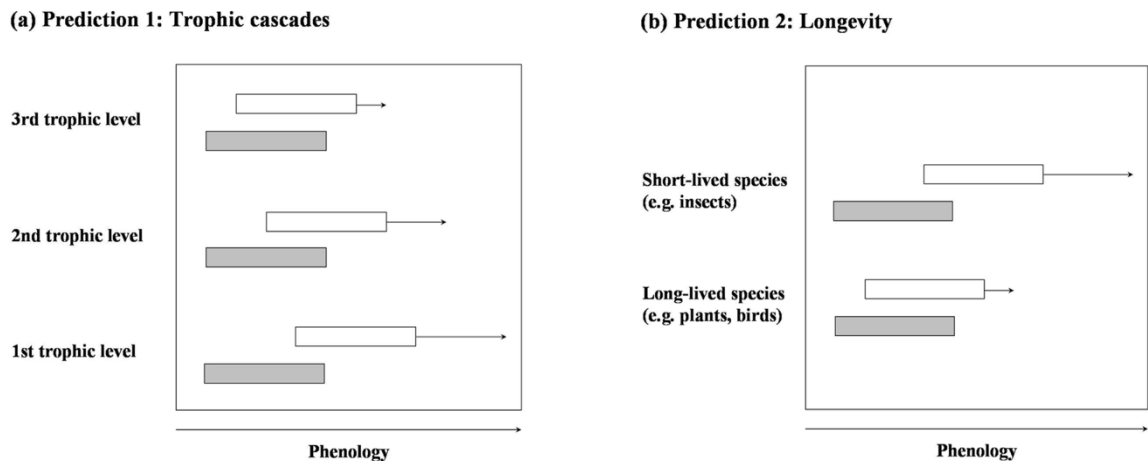 (a) Prediction 1: Trophic cascades
3rd trophic level
2nd trophic level
1st trophic level
Phenology
(b) Prediction 2: Longevity
Short-lived species
(e.g. insects)
Long-lived species
(e.g. plants, birds)
Phenology